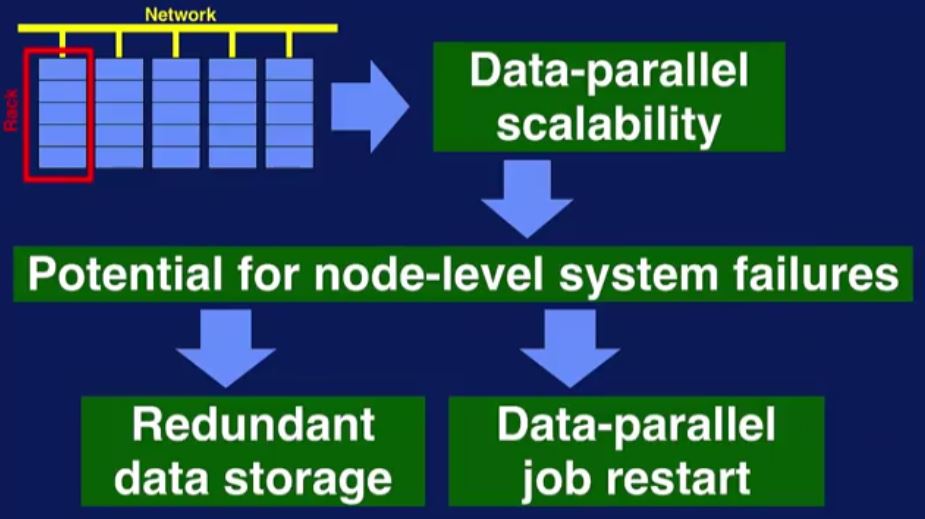 Network
Rack
Data-parallel
scalability
Potential for node-level system failures
Redundant
data storage
Data-parallel
job restart